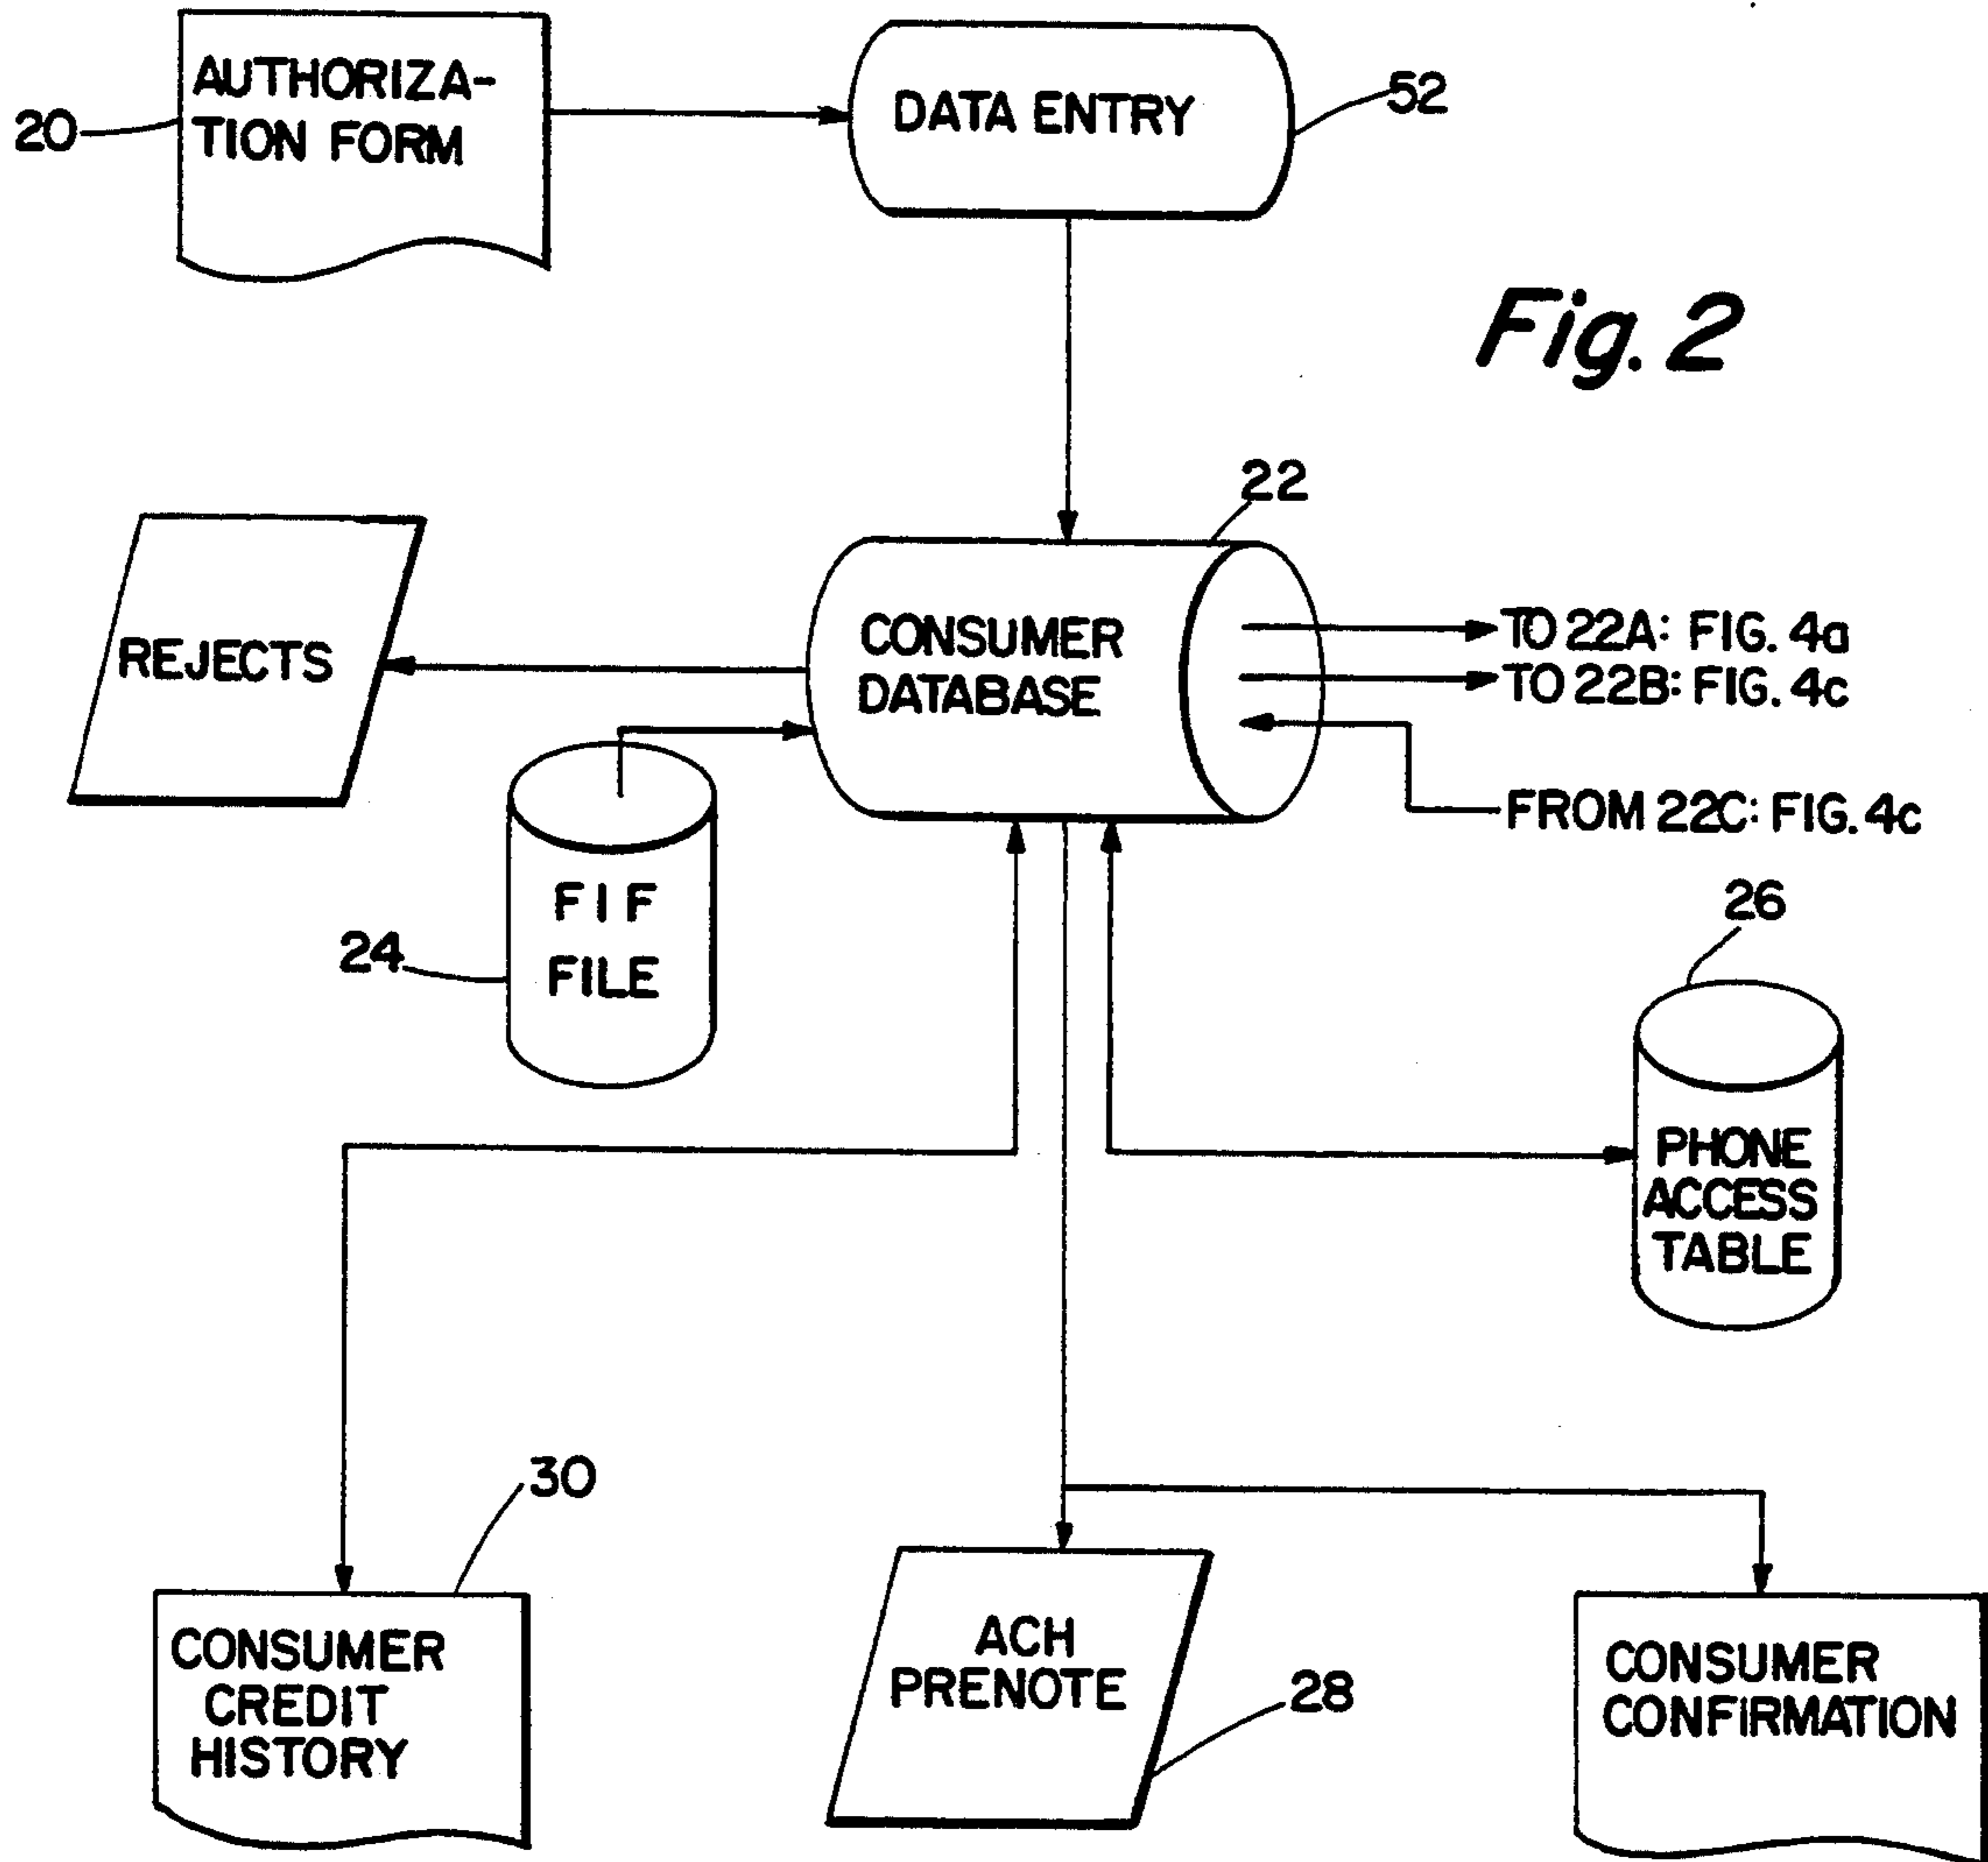 AUTHORIZA-
TION FORM
20
DATA ENTRY
52
Fig. 2
22
REJECTS
CONSUMER
DATABASE
TO 22A: FIG. 4a
TO 22B: FIG. 4c
FROM 22C: FIG. 4c
FIF
FILE
24
26
PHONE
ACCESS
TABLE
30
CONSUMER
CREDIT
HISTORY
ACH
PRENOTE
28
CONSUMER
CONFIRMATION